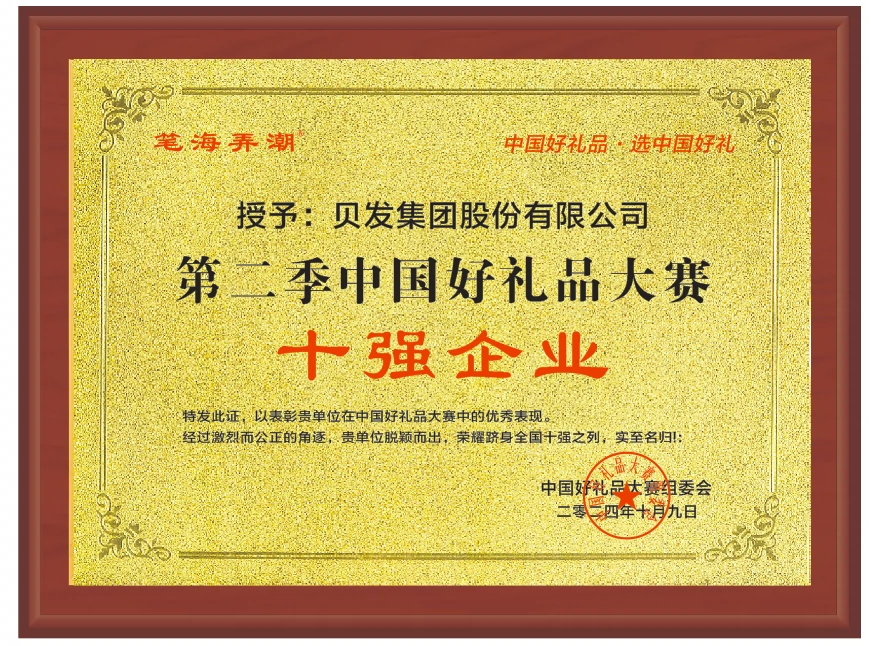 笔海弄潮®
中国好礼品·选中国好礼
授予：贝发集团股份有限公司
第二季中国好礼品大赛
十强企业
特发此证，以表彰贵单位在中国好礼品大赛中的优秀表现。
经过激烈而公正的角逐，贵单位脱颖而出，荣耀跻身全国十强之列，实至名归!:
中国好礼品大赛组委会
二零二四年十月九日